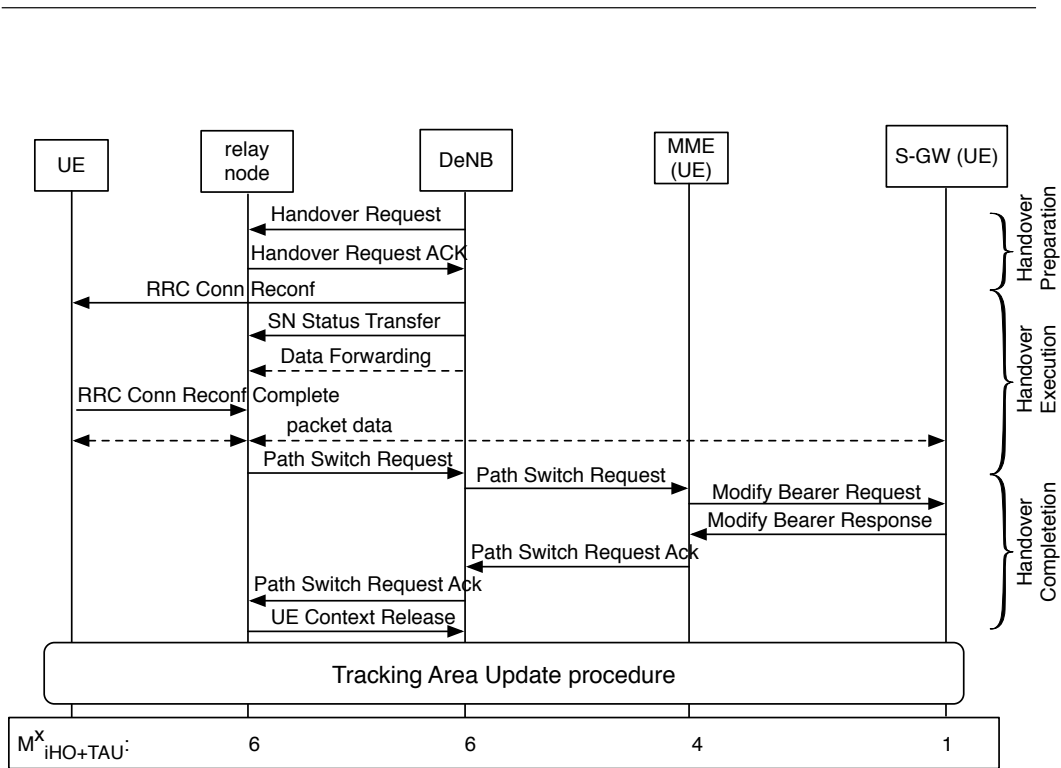 UE
relay
node
DeNB
MME
(UE)
S-GW (UE)
Handover Request
Handover Request ACK
RRC Conn Reconf
SN Status Transfer
Data Forwarding
RRC Conn Reconf Complete
packet data
Path Switch Request
Path Switch Request
Modify Bearer Request
Modify Bearer Response
Path Switch Request Ack
Path Switch Request Ack
UE Context Release
Handover
Preparation
Handover
Execution
Handover
Completetion
Tracking Area Update procedure
M^x_iHO+TAU: 6 6 4 1